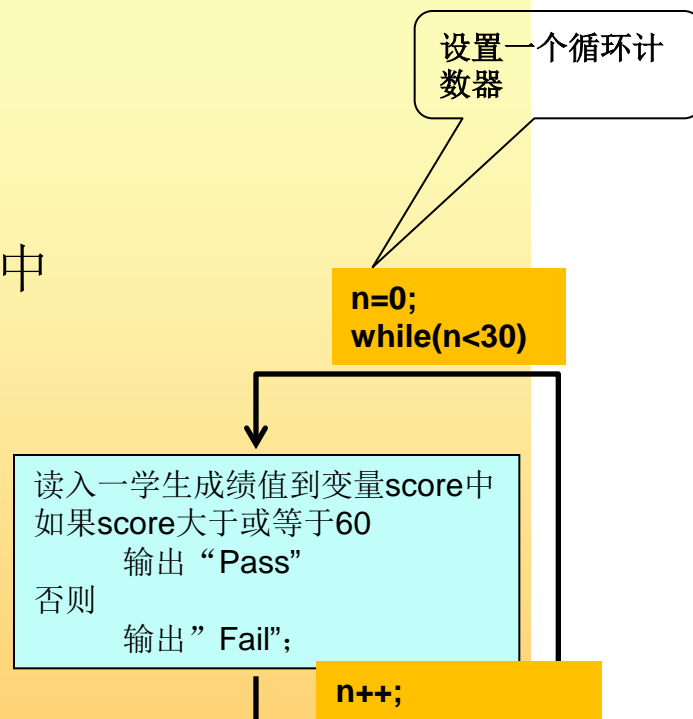 设置一个循环计
数器
中
n=0;
while(n<30)
读入一学生成绩值到变量score中
如果score大于或等于60
输出“Pass”
否则
输出”Fail”;
n++;